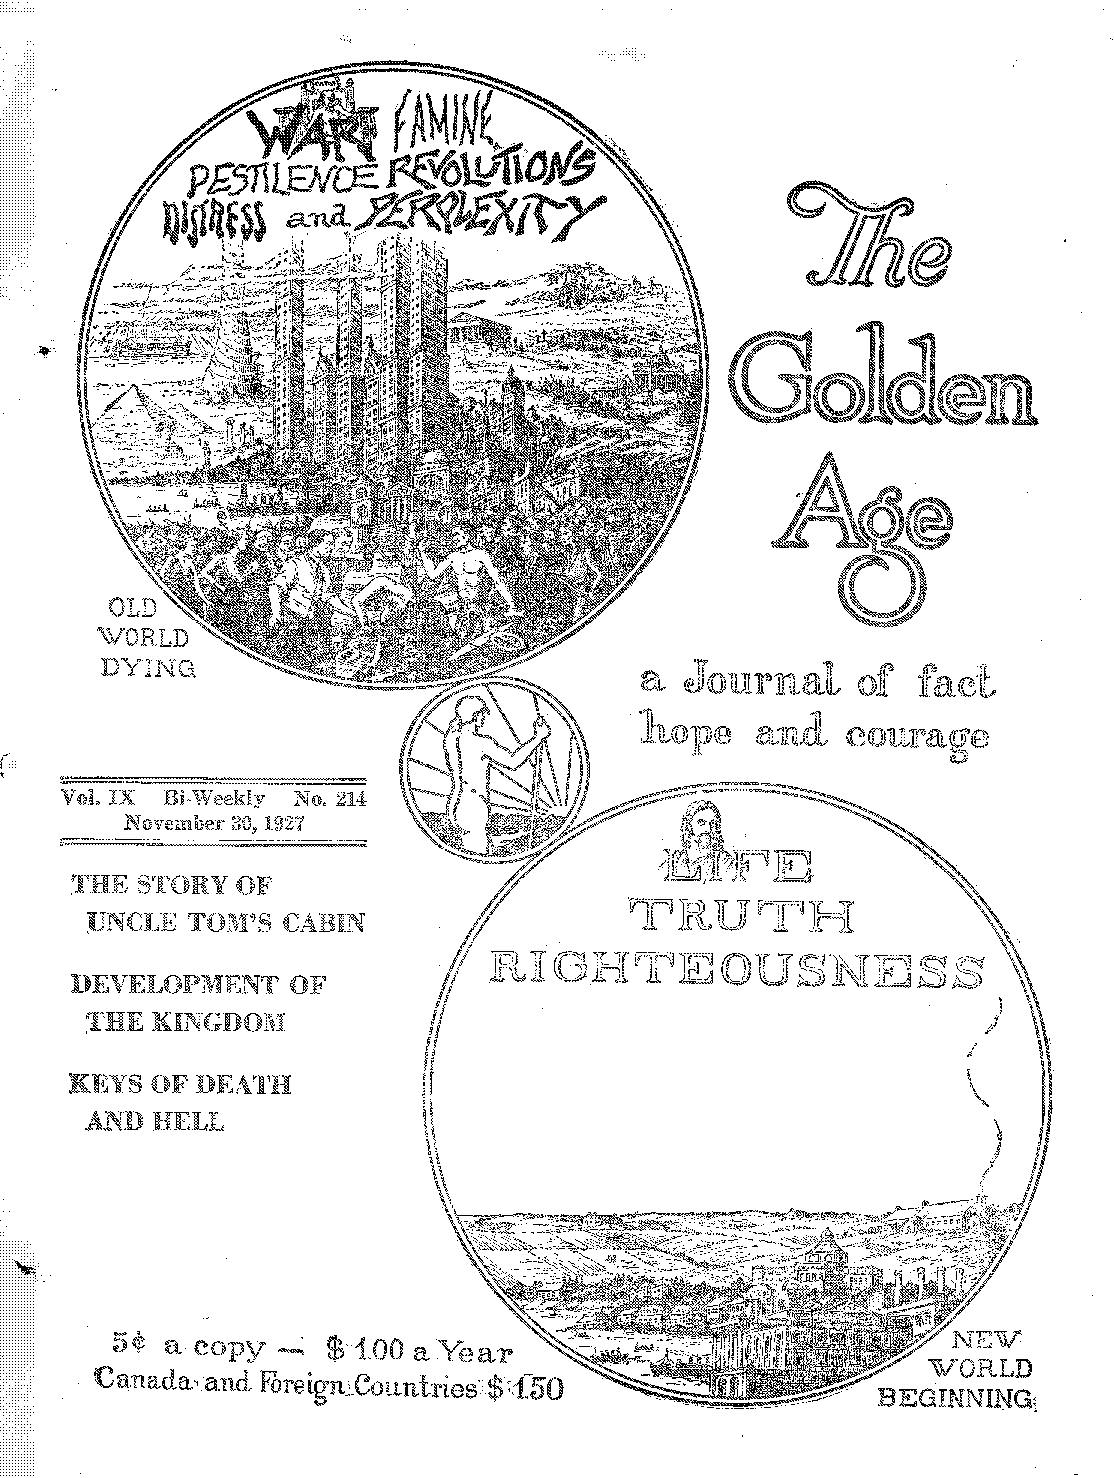 WAR FAMINE
PESTILENCE REVOLUTIONS
DISTRESS and PERPLEXITY
The
Golden
Age
OLD
WORLD
DYING
a Journal of fact
hope and courage
Vol. IX Bi-Weekly No. 214
November 30, 1927
THE STORY OF
UNCLE TOM'S CABIN
DEVELOPMENT OF
THE KINGDOM
KEYS OF DEATH
AND HELL
LIFE
TRUTH
RIGHTEOUSNESS
5¢ a copy — $1.00 a Year
Canada and Foreign Countries $1.50
NEW
WORLD
BEGINNING